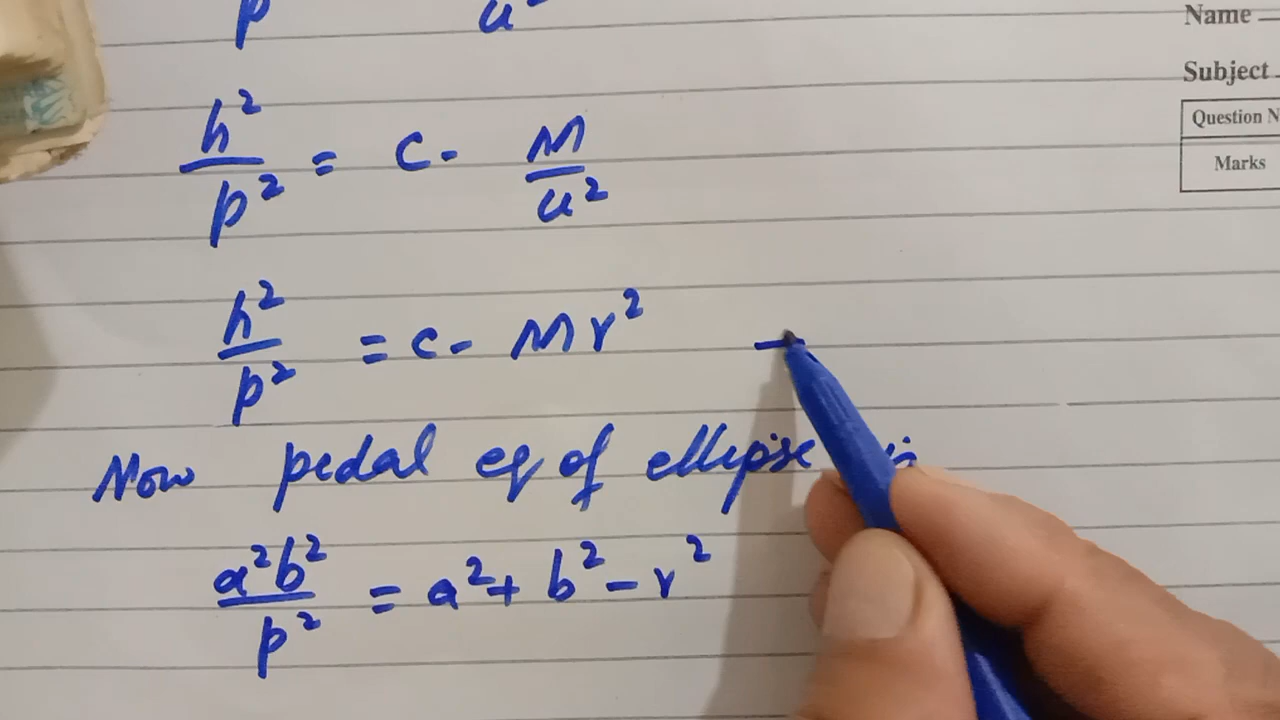 Name
Subject
Question N
Marks
h²/p² = c - M/u²
h²/p² = c - Mr²
Now pedal eq of ellipse is
a²b²/p² = a² + b² - r²